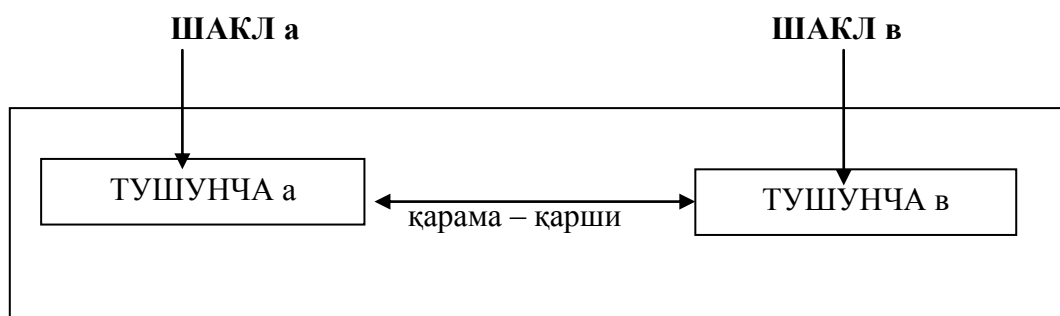 ШАКЛ а
ШАКЛ в
ТУШУНЧА а
ТУШУНЧА в
қарама – қарши